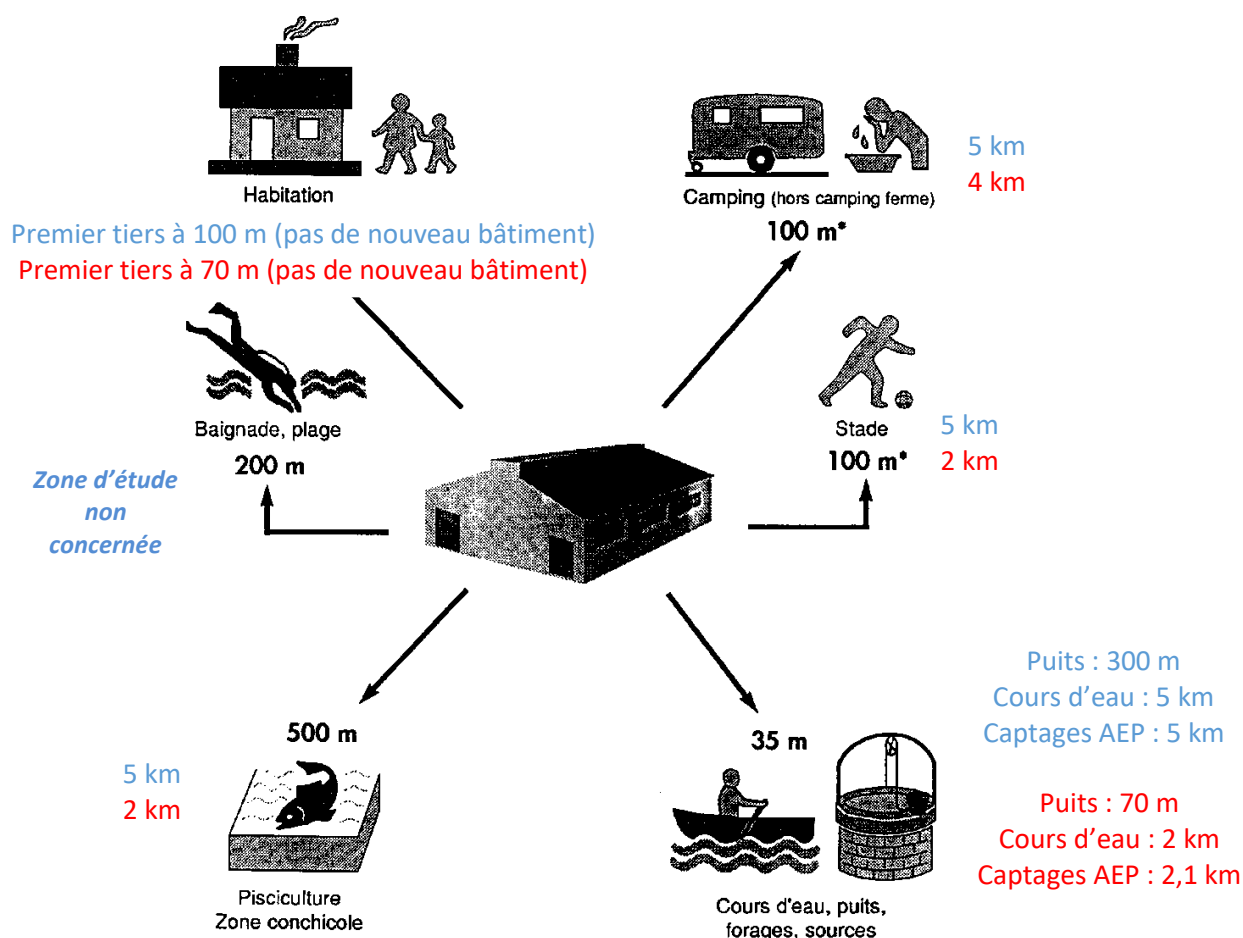 Habitation
Premier tiers à 100 m (pas de nouveau bâtiment)
Premier tiers à 70 m (pas de nouveau bâtiment)
Camping (hors camping ferme)
100 m*
5 km
4 km
Baignade, plage
200 m
Zone d'étude
non
concernée
Stade
100 m*
5 km
2 km
500 m
5 km
2 km
Pisciculture
Zone conchicole
35 m
Cours d'eau, puits,
forages, sources
Puits : 300 m
Cours d'eau : 5 km
Captages AEP : 5 km
Puits : 70 m
Cours d'eau : 2 km
Captages AEP : 2,1 km